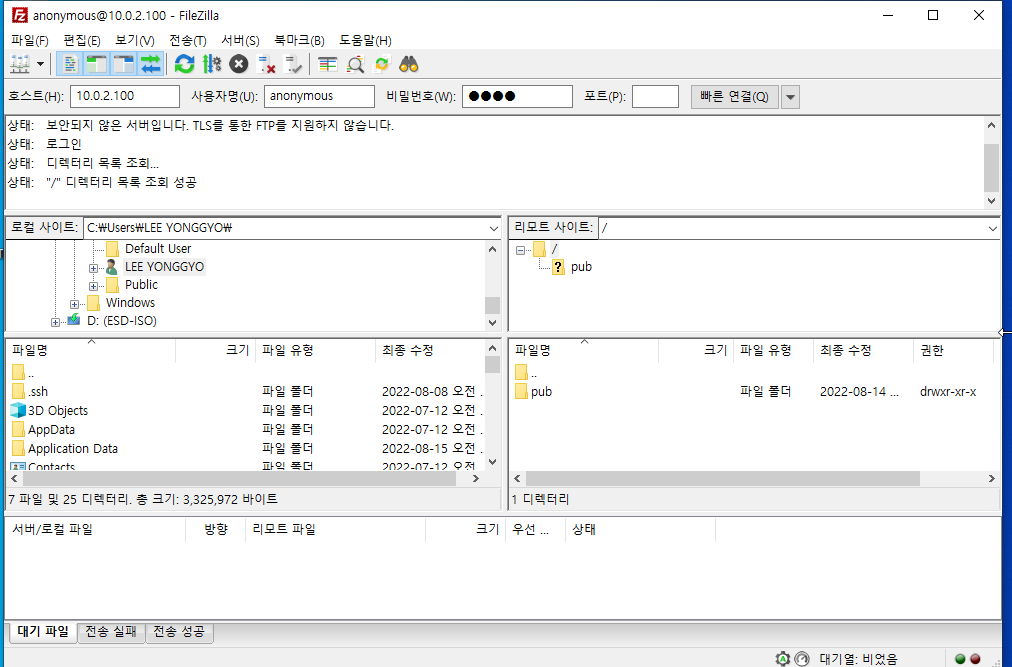 anonymous@10.0.2.100 - FileZilla
파일(F) 편집(E) 보기(V) 전송(T) 서버(S) 북마크(B) 도움말(H)
호스트(H): 10.0.2.100 사용자명(U): anonymous 비밀번호(W): ●●●● 포트(P): 빠른 연결(Q)
상태: 보안되지 않은 서버입니다. TLS를 통한 FTP를 지원하지 않습니다.
상태: 로그인
상태: 디렉터리 목록 조회...
상태: "/" 디렉터리 목록 조회 성공
로컬 사이트: C:₩Users₩LEE YONGGYO₩
Default User
LEE YONGGYO
Public
Windows
D: (ESD-ISO)
리모트 사이트: /
/
pub
파일명 크기 파일 유형 최종 수정
..
.ssh 파일 폴더 2022-08-08 오전 .
3D Objects 파일 폴더 2022-07-12 오전 .
AppData 파일 폴더 2022-07-12 오전 .
Application Data 파일 폴더 2022-08-15 오전 .
Contacts 파일 폴더 2022-07-12 오전 .
7 파일 및 25 디렉터리. 총 크기: 3,325,972 바이트
파일명 크기 파일 유형 최종 수정 권한
..
pub 파일 폴더 2022-08-14 ... drwxr-xr-x
1 디렉터리
서버/로컬 파일 방향 리모트 파일 크기 우선 ... 상태
대기 파일 전송 실패 전송 성공
대기열: 비었음